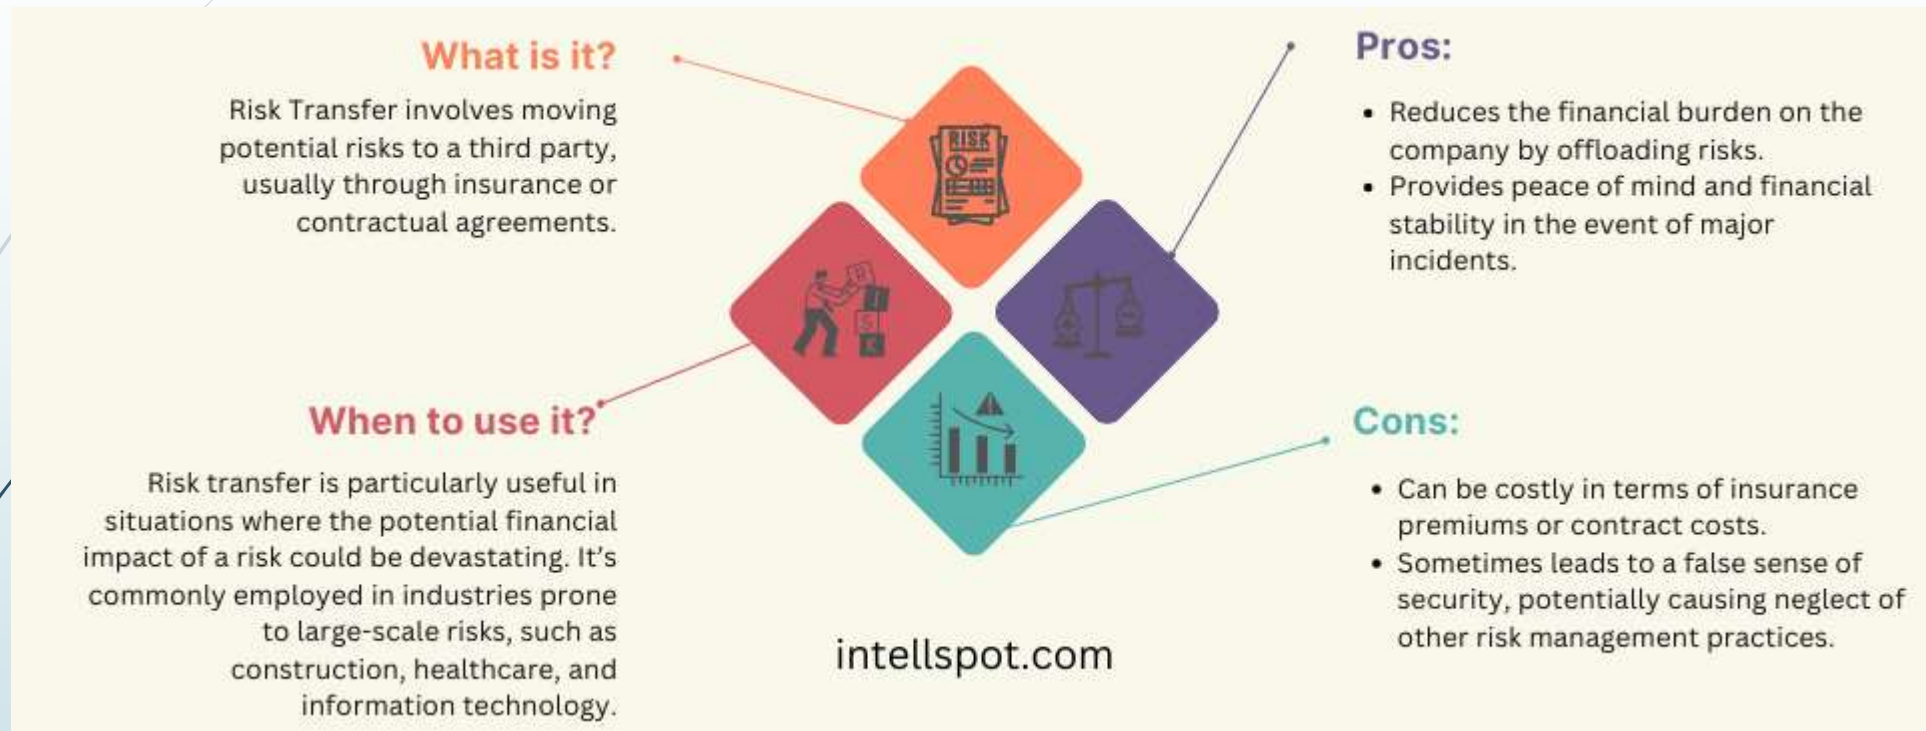 What is it?
Risk Transfer involves moving
potential risks to a third party,
usually through insurance or
contractual agreements.
When to use it?
Risk transfer is particularly useful in
situations where the potential financial
impact of a risk could be devastating. It’s
commonly employed in industries prone
to large-scale risks, such as
construction, healthcare, and
information technology.
RISK
R
I
S
K
intellspot.com
Pros:
• Reduces the financial burden on the
company by offloading risks.
• Provides peace of mind and financial
stability in the event of major
incidents.
Cons:
• Can be costly in terms of insurance
premiums or contract costs.
• Sometimes leads to a false sense of
security, potentially causing neglect of
other risk management practices.